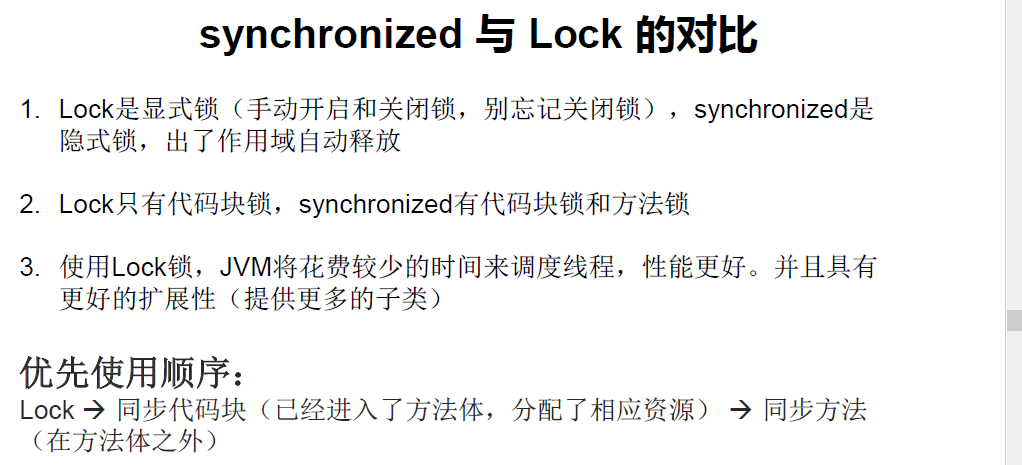 synchronized 与 Lock 的对比
1. Lock是显式锁（手动开启和关闭锁，别忘记关闭锁），synchronized是
隐式锁，出了作用域自动释放
2. Lock只有代码块锁，synchronized有代码块锁和方法锁
3. 使用Lock锁，JVM将花费较少的时间来调度线程，性能更好。并且具有
更好的扩展性（提供更多的子类）
优先使用顺序：
Lock → 同步代码块（已经进入了方法体，分配了相应资源） → 同步方法
（在方法体之外）